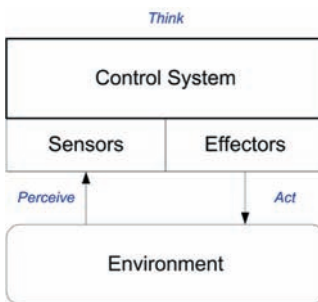 Think
Control System
Sensors Effectors
Perceive Act
Environment